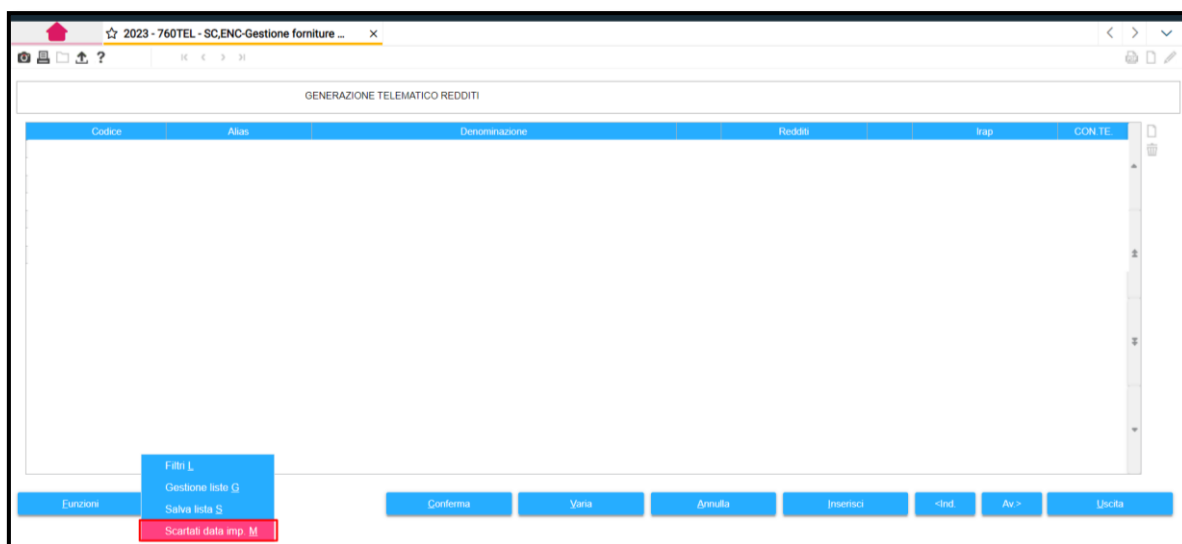 2023 - 760TEL - SC,ENC-Gestione forniture ...
GENERAZIONE TELEMATICO REDDITI
Codice Alias Denominazione Redditi Irap CON.TE.
Filtri L
Gestione liste G
Salva lista S
Scartati data imp. M
Funzioni Conferma Varia Annulla Inserisci <Ind. Av.> Uscita